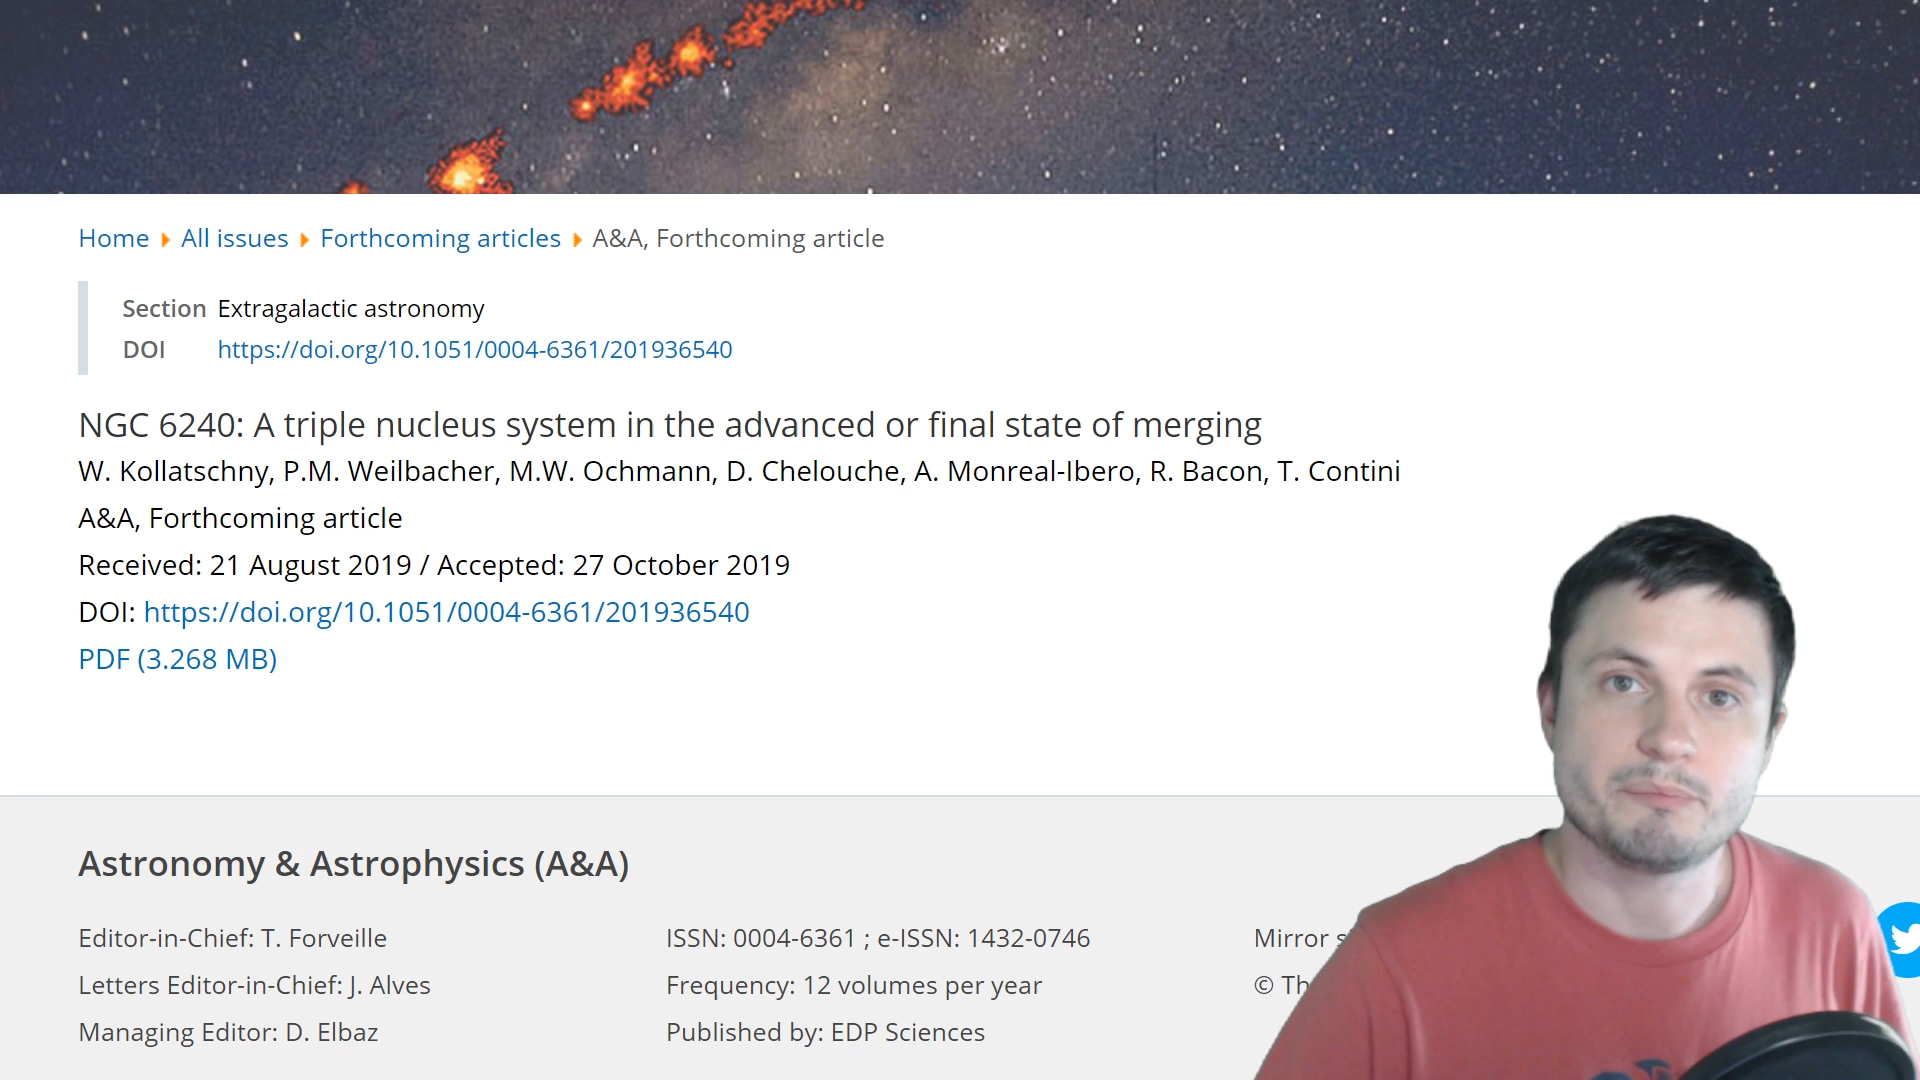 Home All issues Forthcoming articles A&A, Forthcoming article
Section Extragalactic astronomy
DOI https://doi.org/10.1051/0004-6361/201936540
NGC 6240: A triple nucleus system in the advanced or final state of merging
W. Kollatschny, P.M. Weilbacher, M.W. Ochmann, D. Chelouche, A. Monreal-Ibero, R. Bacon, T. Contini
A&A, Forthcoming article
Received: 21 August 2019 / Accepted: 27 October 2019
DOI: https://doi.org/10.1051/0004-6361/201936540
PDF (3.268 MB)
Astronomy & Astrophysics (A&A)
Editor-in-Chief: T. Forveille ISSN: 0004-6361 ; e-ISSN: 1432-0746 Mirror
Letters Editor-in-Chief: J. Alves Frequency: 12 volumes per year ©
Managing Editor: D. Elbaz Published by: EDP Sciences